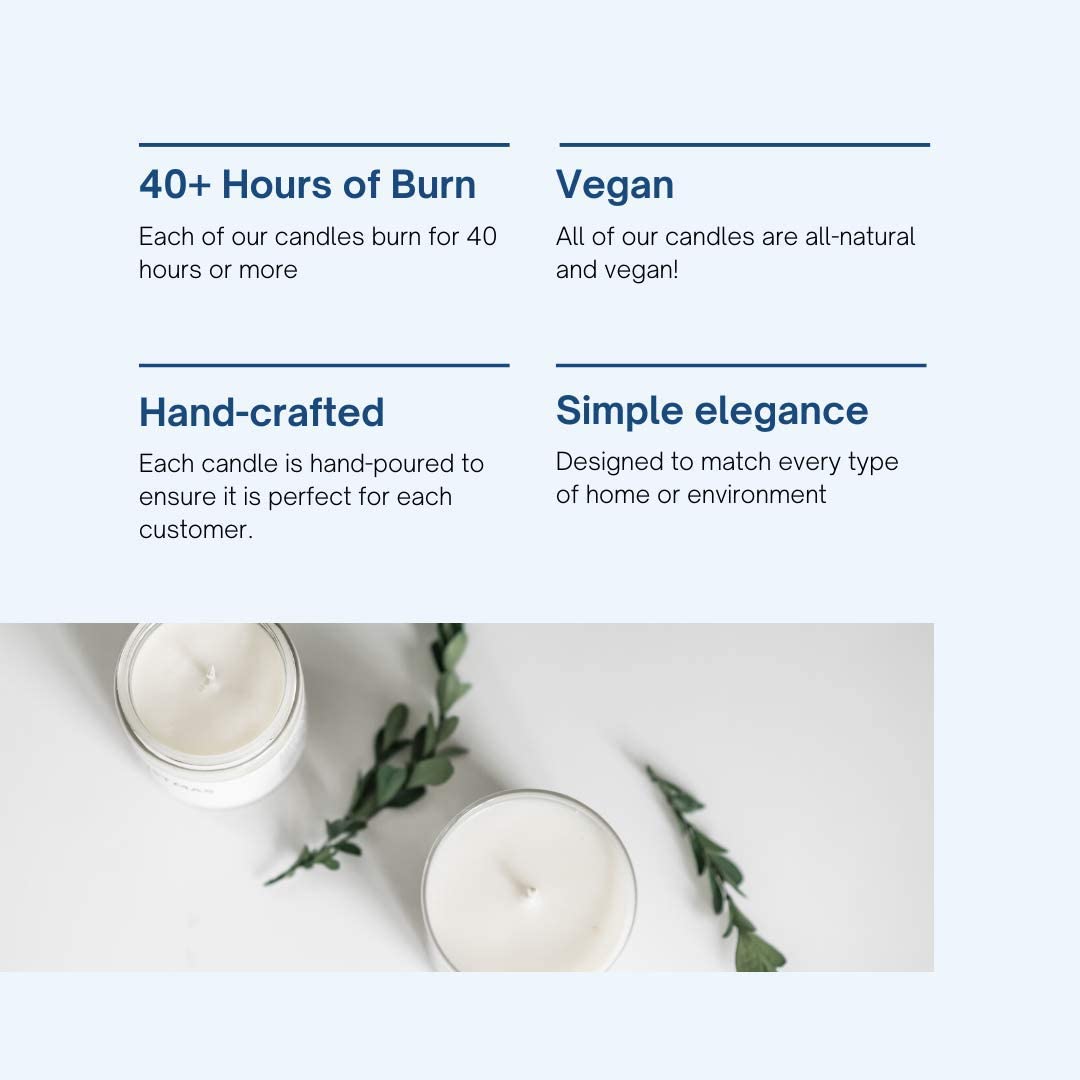 40+ Hours of Burn
Each of our candles burn for 40
hours or more
Vegan
All of our candles are all-natural
and vegan!
Hand-crafted
Each candle is hand-poured to
ensure it is perfect for each
customer.
Simple elegance
Designed to match every type
of home or environment